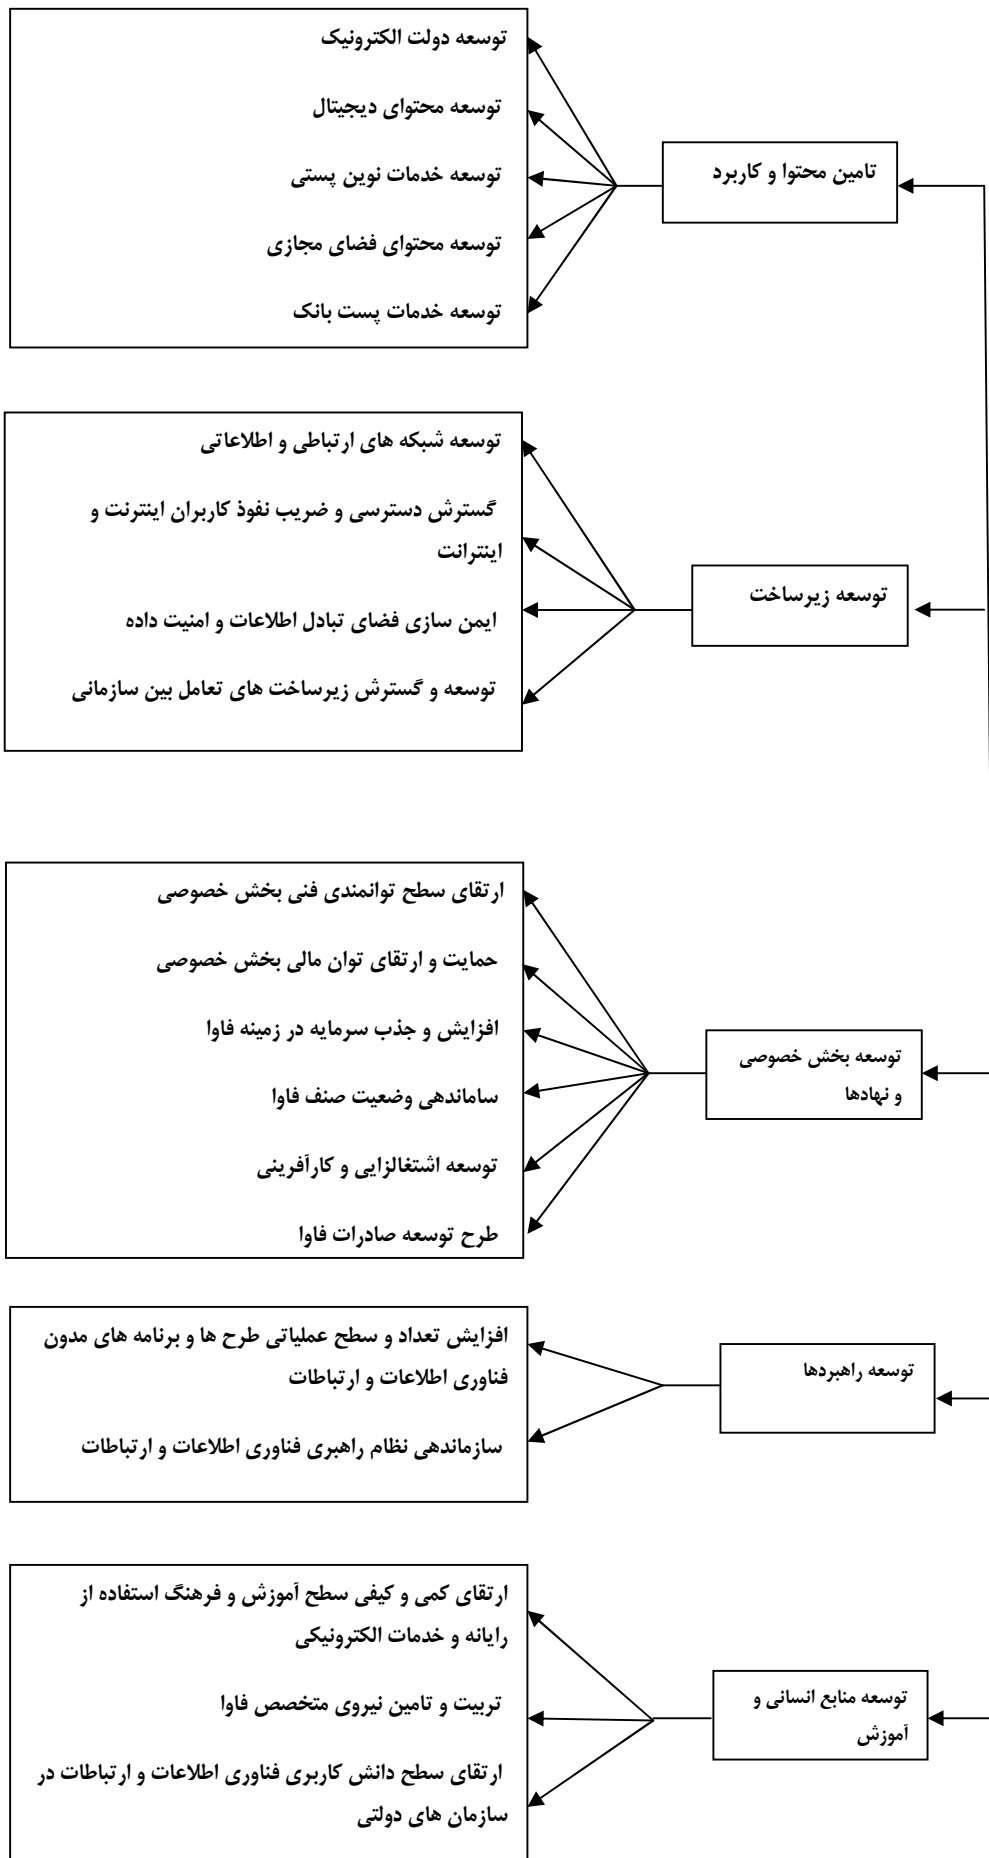 تامین محتوا و کاربرد
توسعه دولت الکترونیک
توسعه محتوای دیجیتال
توسعه خدمات نوین پستی
توسعه محتوای فضای مجازی
توسعه خدمات پست بانک
توسعه زیرساخت
توسعه شبکه های ارتباطی و اطلاعاتی
گسترش دسترسی و ضریب نفوذ کاربران اینترنت و
اینترانت
ایمن سازی فضای تبادل اطلاعات و امنیت داده
توسعه و گسترش زیرساخت های تعامل بین سازمانی
توسعه بخش خصوصی
و نهادها
ارتقای سطح توانمندی فنی بخش خصوصی
حمایت و ارتقای توان مالی بخش خصوصی
افزایش و جذب سرمایه در زمینه فاوا
ساماندهی وضعیت صنف فاوا
توسعه اشتغالزایی و کارآفرینی
طرح توسعه صادرات فاوا
توسعه راهبردها
افزایش تعداد و سطح عملیاتی طرح ها و برنامه های مدون
فناوری اطلاعات و ارتباطات
سازماندهی نظام راهبری فناوری اطلاعات و ارتباطات
توسعه منابع انسانی و
آموزش
ارتقای کمی و کیفی سطح آموزش و فرهنگ استفاده از
رایانه و خدمات الکترونیکی
تربیت و تامین نیروی متخصص فاوا
ارتقای سطح دانش کاربری فناوری اطلاعات و ارتباطات در
سازمان های دولتی